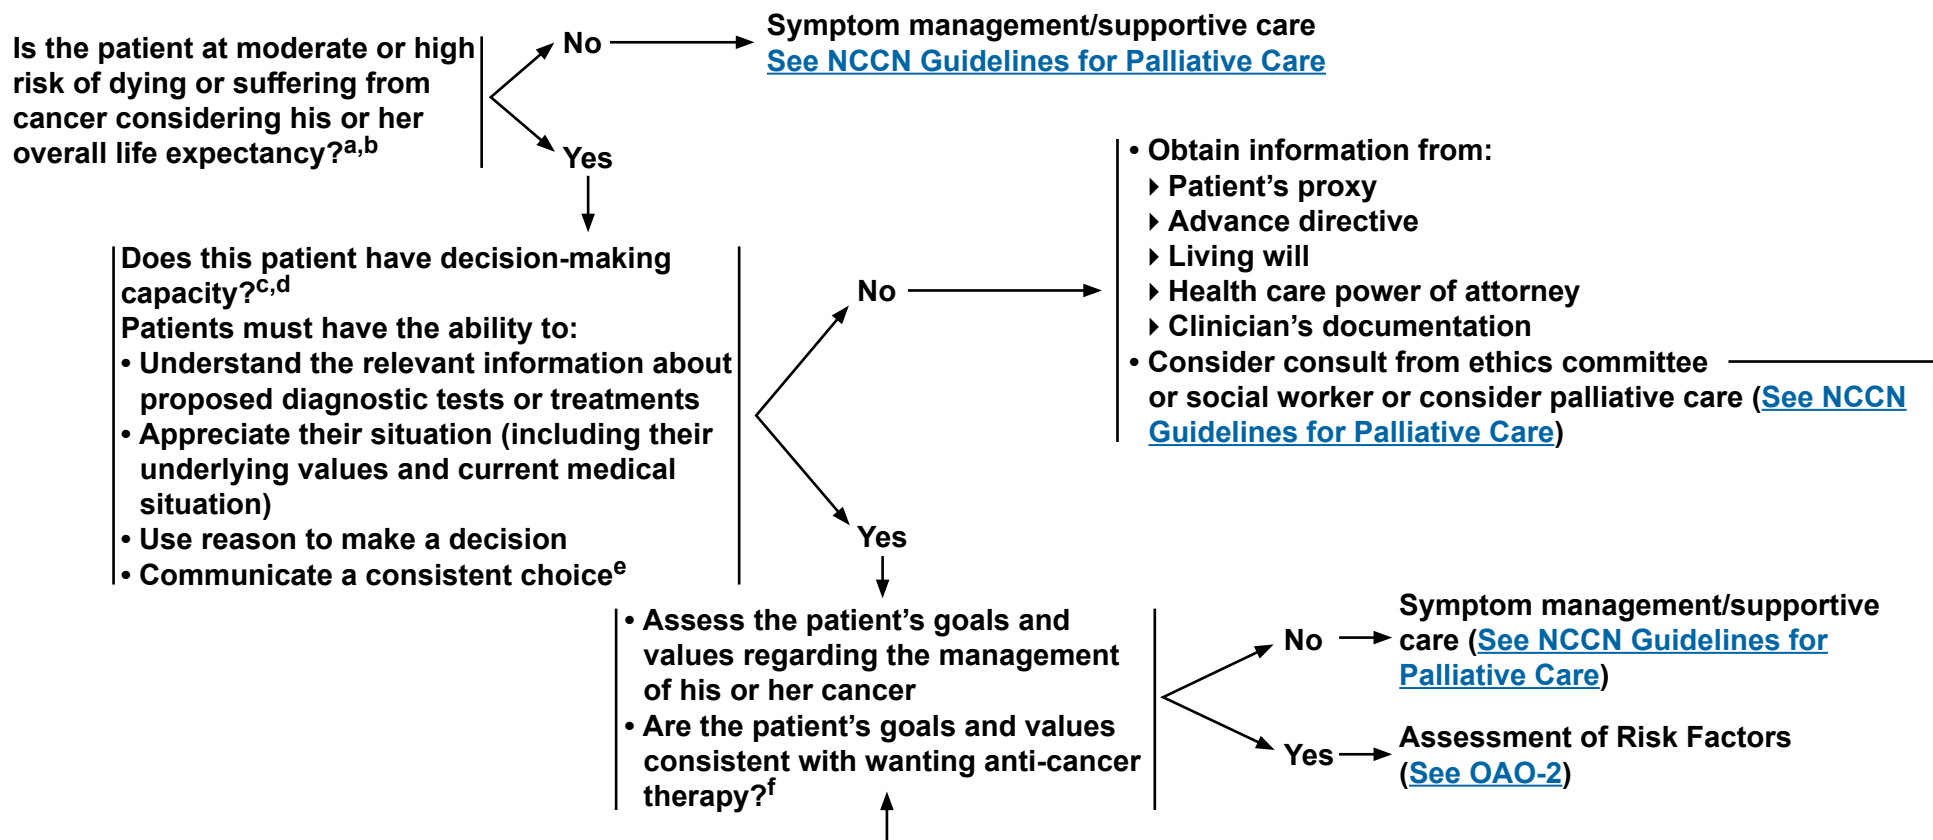 Is the patient at moderate or high
risk of dying or suffering from
cancer considering his or her
overall life expectancy?a,b
No
Symptom management/supportive care
See NCCN Guidelines for Palliative Care
Yes
Does this patient have decision-making
capacity?c,d
Patients must have the ability to:
• Understand the relevant information about
proposed diagnostic tests or treatments
• Appreciate their situation (including their
underlying values and current medical
situation)
• Use reason to make a decision
• Communicate a consistent choicee
No
• Obtain information from:
Patient's proxy
Advance directive
Living will
Health care power of attorney
Clinician's documentation
• Consider consult from ethics committee
or social worker or consider palliative care (See NCCN
Guidelines for Palliative Care)
Yes
• Assess the patient's goals and
values regarding the management
of his or her cancer
• Are the patient's goals and values
consistent with wanting anti-cancer
therapy?f
No
Symptom management/supportive
care (See NCCN Guidelines for
Palliative Care)
Yes
Assessment of Risk Factors
(See OAO-2)